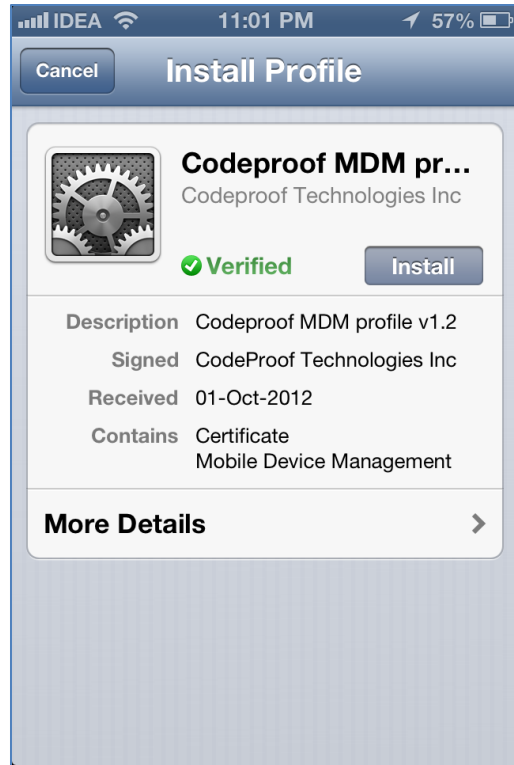 IDEA 11:01 PM 57%
Cancel Install Profile
Codeproof MDM pr...
Codeproof Technologies Inc
Verified Install
Description Codeproof MDM profile v1.2
Signed CodeProof Technologies Inc
Received 01-Oct-2012
Contains Certificate
Mobile Device Management
More Details